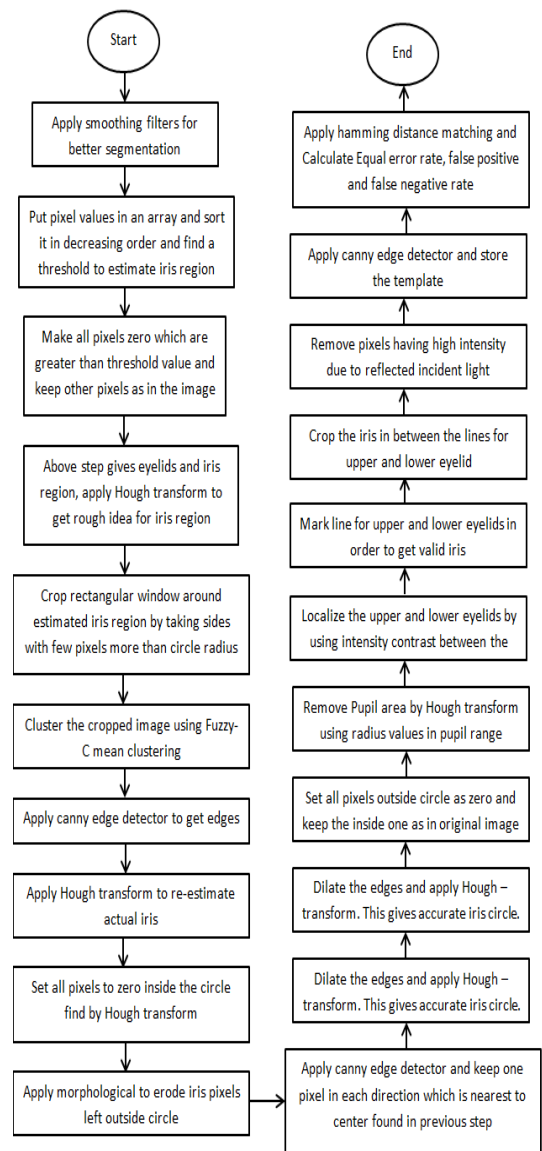 Start
Apply smoothing filters for
better segmentation
Put pixel values in an array and sort
it in decreasing order and find a
threshold to estimate iris region
Make all pixels zero which are
greater than threshold value and
keep other pixels as in the image
Above step gives eyelids and iris
region, apply Hough transform to
get rough idea for iris region
Crop rectangular window around
estimated iris region by taking sides
with few pixels more than circle radius
Cluster the cropped image using Fuzzy-
C mean clustering
Apply canny edge detector to get edges
Apply Hough transform to re-estimate
actual iris
Set all pixels to zero inside the circle
find by Hough transform
Apply morphological to erode iris pixels
left outside circle
Apply canny edge detector and keep one
pixel in each direction which is nearest to
center found in previous step
Dilate the edges and apply Hough –
transform. This gives accurate iris circle.
Dilate the edges and apply Hough –
transform. This gives accurate iris circle.
Set all pixels outside circle as zero and
keep the inside one as in original image
Remove Pupil area by Hough transform
using radius values in pupil range
Localize the upper and lower eyelids by
using intensity contrast between the
Mark line for upper and lower eyelids in
order to get valid iris
Crop the iris in between the lines for
upper and lower eyelid
Remove pixels having high intensity
due to reflected incident light
Apply canny edge detector and store
the template
Apply hamming distance matching and
Calculate Equal error rate, false positive
and false negative rate
End